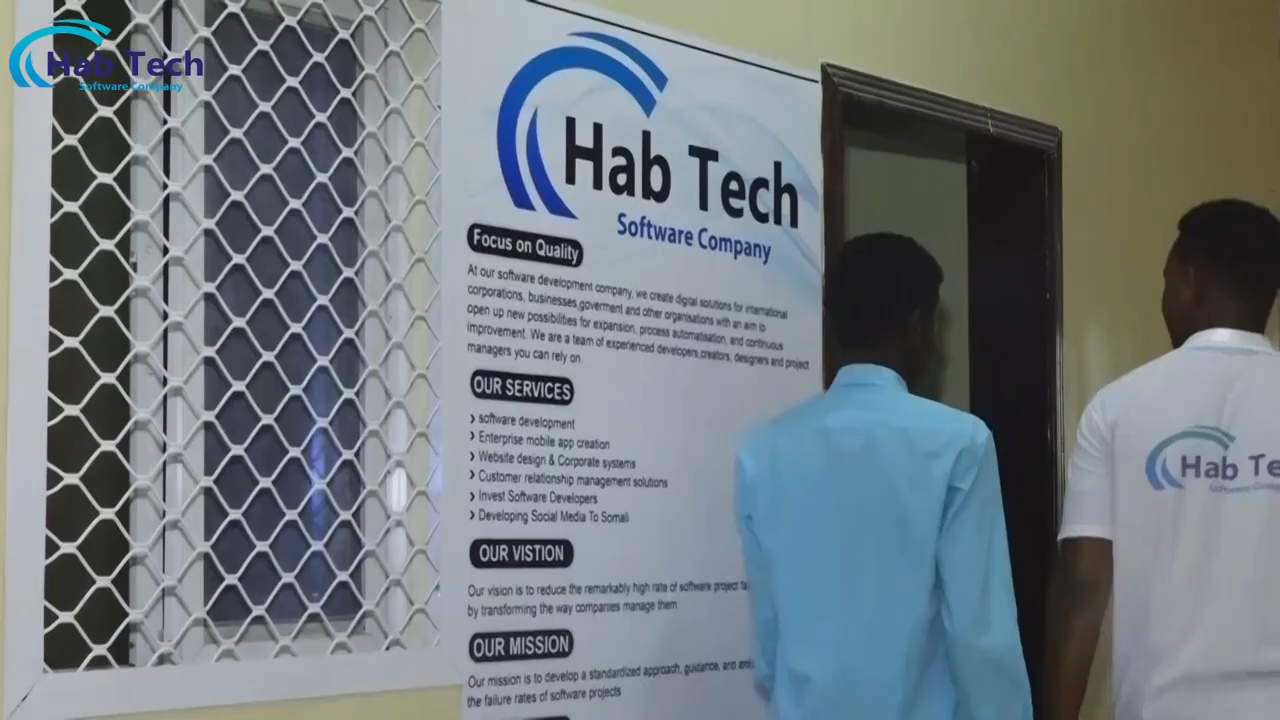 Hab Tech
Software Company
Hab Tech
Software Company
Focus on Quality
At our software development company, we create digital solutions for international
corporations, businesses,goverment and other organisations with an aim to
open up new possibilities for expansion, process automatisation, and continuous
improvement. We are a team of experienced developers,creators, designers and project
managers you can rely on.
OUR SERVICES
❯ software development
❯ Enterprise mobile app creation
❯ Website design & Corporate systems
❯ Customer relationship management solutions
❯ Invest Software Developers
❯ Developing Social Media To Somali
OUR VISTION
Our vision is to reduce the remarkably high rate of software project
by transforming the way companies manage them.
OUR MISSION
Our mission is to develop a standardized approach, guidance, and
the failure rates of software projects
Hab Te
Software